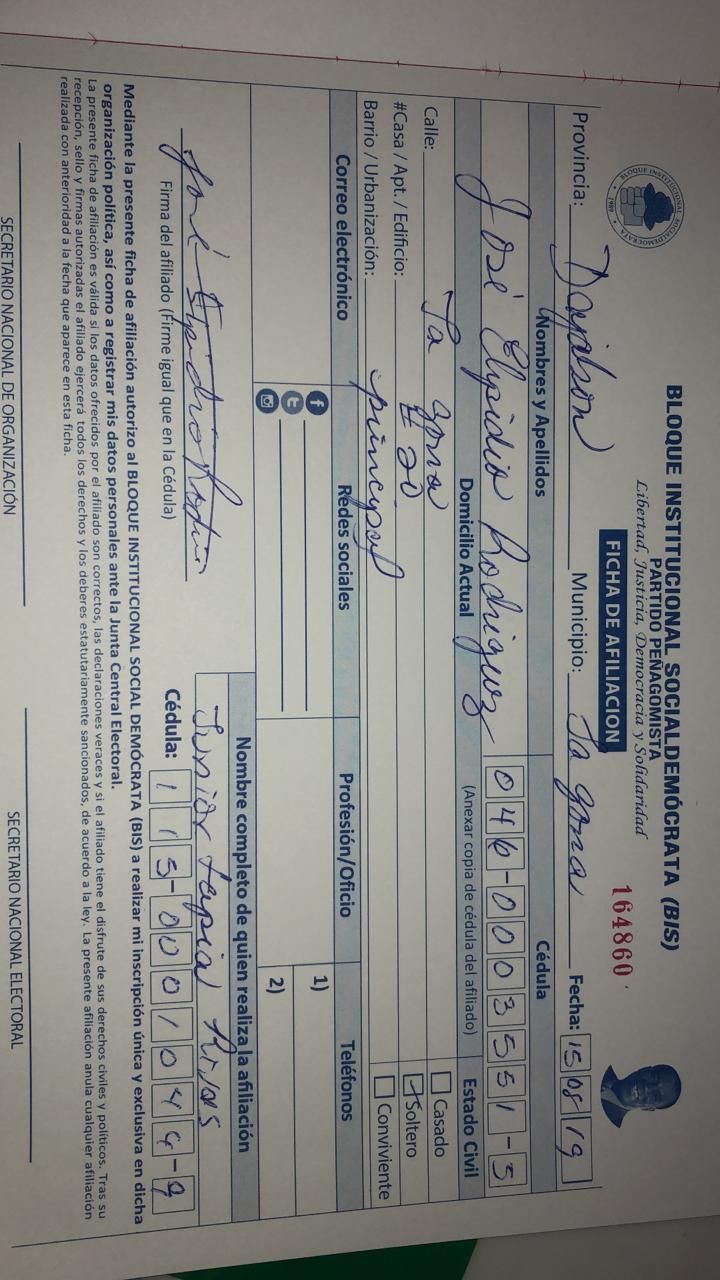 BLOQUE INSTITUCIONAL SOCIALDEMÓCRATA (BIS)
PARTIDO PEÑAGOMISTA
Libertad, Justicia, Democracia y Solidaridad
BLOQUE INSTITUCIONAL SOCIALDEMOCRATA
1989
FICHA DE AFILIACION
164860
Provincia: Dajabon Municipio: La gorra Fecha: 15 08 19
Nombres y Apellidos Cédula
José Elpidio Rodriguez 046-0003551-5
Domicilio Actual (Anexar copia de cédula del afiliado) Estado Civil
Calle: La gorra Casado
#Casa / Apt. / Edificio: # 20 Soltero
Barrio / Urbanización: principal Conviviente
Correo electrónico Redes sociales Profesión/Oficio Teléfonos
1)
2)
Nombre completo de quien realiza la afiliación
José Elpidio Junior tapia Rivas
Firma del afiliado (Firme igual que en la Cédula) Cédula: 115-0001044-9
Mediante la presente ficha de afiliación autorizo al BLOQUE INSTITUCIONAL SOCIAL DEMÓCRATA (BIS) a realizar mi inscripción única y exclusiva en dicha
organización política, así como a registrar mis datos personales ante la Junta Central Electoral.
La presente ficha de afiliación es válida si los datos ofrecidos por el afiliado son correctos, las declaraciones veraces y si el afiliado tiene el disfrute de sus derechos civiles y políticos. Tras su
recepción, sello y firmas autorizadas el afiliado ejercerá todos los derechos y los deberes estatutariamente sancionados, de acuerdo a la ley. La presente afiliación anula cualquier afiliación
realizada con anterioridad a la fecha que aparece en esta ficha.
SECRETARIO NACIONAL DE ORGANIZACIÓN SECRETARIO NACIONAL ELECTORAL